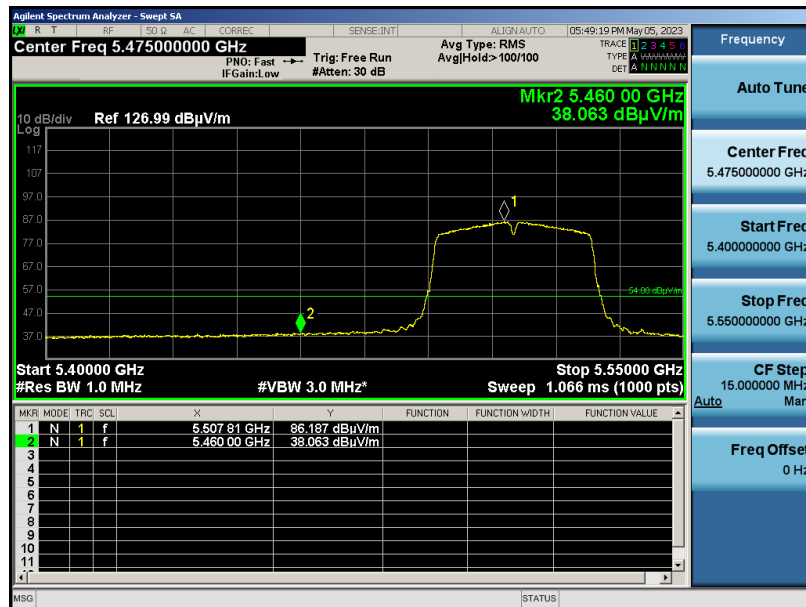 Agilent Spectrum Analyzer - Swept SA
LXI R T RF 50 Ω AC CORREC SENSE:INT ALIGN AUTO 05:49:19 PM May 05, 2023
Center Freq 5.475000000 GHz
PNO: Fast
IFGain:Low
Trig: Free Run
#Atten: 30 dB
Avg Type: RMS
Avg|Hold:>100/100
TRACE 1 2 3 4 5 6
TYPE A WWWWW
DET A N N N N N
Mkr2 5.460 00 GHz
38.063 dBµV/m
10 dB/div Ref 126.99 dBµV/m
Log
117
107
97.0
87.0
77.0
67.0
57.0
47.0
37.0
1
2
54.00 dBµV/m
Start 5.40000 GHz Stop 5.55000 GHz
#Res BW 1.0 MHz #VBW 3.0 MHz* Sweep 1.066 ms (1000 pts)
MKR MODE TRC SCL X Y FUNCTION FUNCTION WIDTH FUNCTION VALUE
1 N 1 f 5.507 81 GHz 86.187 dBµV/m
2 N 1 f 5.460 00 GHz 38.063 dBµV/m
3
4
5
6
7
8
9
10
11
MSG STATUS
Frequency
Auto Tune
Center Freq
5.475000000 GHz
Start Freq
5.400000000 GHz
Stop Freq
5.550000000 GHz
CF Step
15.000000 MHz
Auto Man
Freq Offset
0 Hz